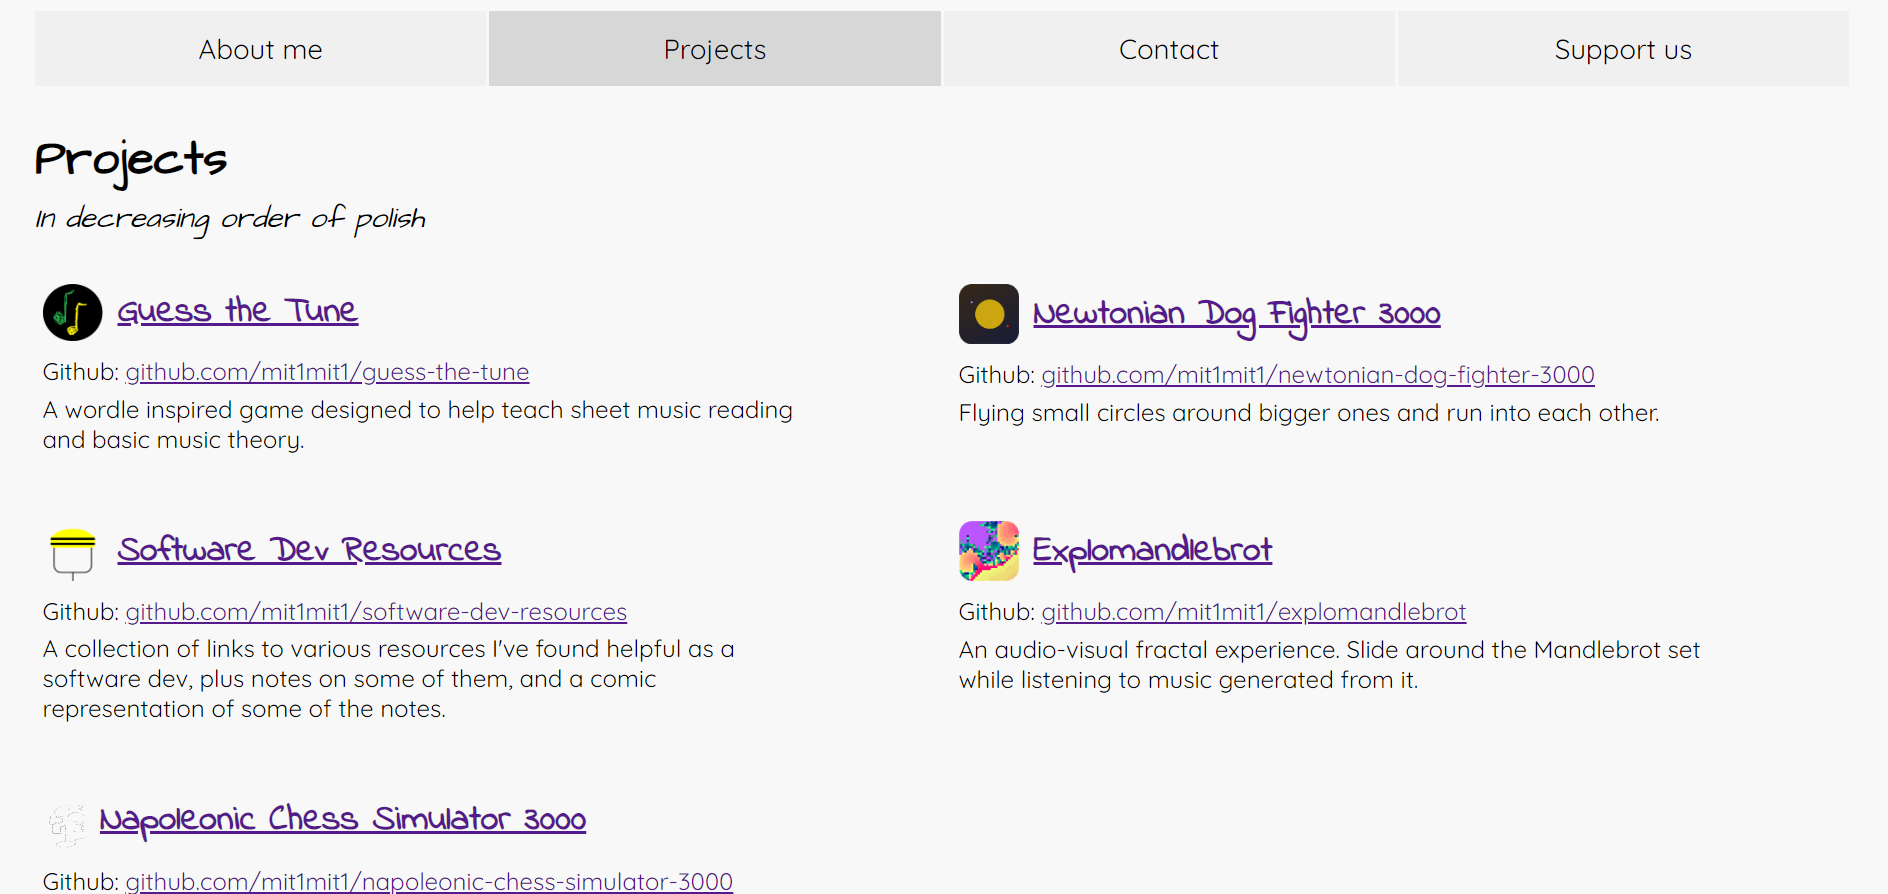 About me
Projects
Contact
Support us
Projects
In decreasing order of polish
Guess the Tune
Github: github.com/mit1mit1/guess-the-tune
A wordle inspired game designed to help teach sheet music reading
and basic music theory.
Newtonian Dog Fighter 3000
Github: github.com/mit1mit1/newtonian-dog-fighter-3000
Flying small circles around bigger ones and run into each other.
Software Dev Resources
Github: github.com/mit1mit1/software-dev-resources
A collection of links to various resources I've found helpful as a
software dev, plus notes on some of them, and a comic
representation of some of the notes.
Explomandlebrot
Github: github.com/mit1mit1/explomandlebrot
An audio-visual fractal experience. Slide around the Mandlebrot set
while listening to music generated from it.
Napoleonic Chess Simulator 3000
Github: github.com/mit1mit1/napoleonic-chess-simulator-3000